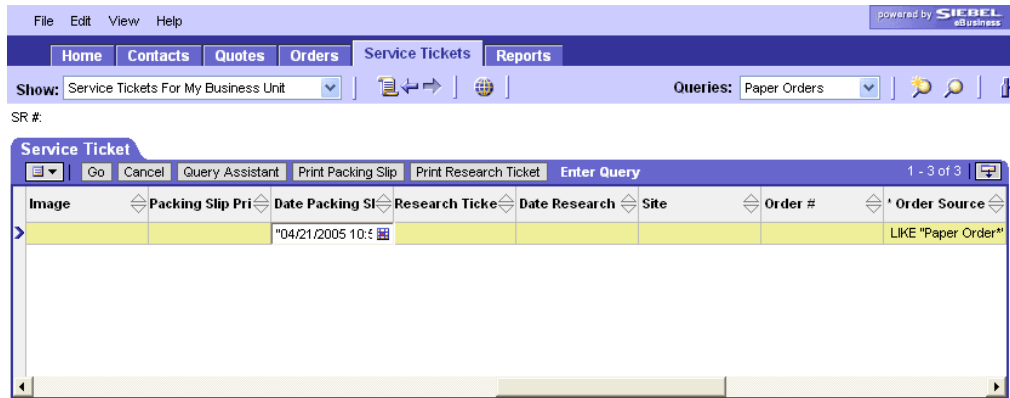 File Edit View Help
powered by SIEBEL
eBusiness
Home Contacts Quotes Orders Service Tickets Reports
Show: Service Tickets For My Business Unit Queries: Paper Orders
SR #:
Service Ticket
Go Cancel Query Assistant Print Packing Slip Print Research Ticket Enter Query 1 - 3 of 3
Image Packing Slip Pri Date Packing Sl Research Ticke Date Research Site Order # * Order Source
"04/21/2005 10:5 LIKE "Paper Order*"